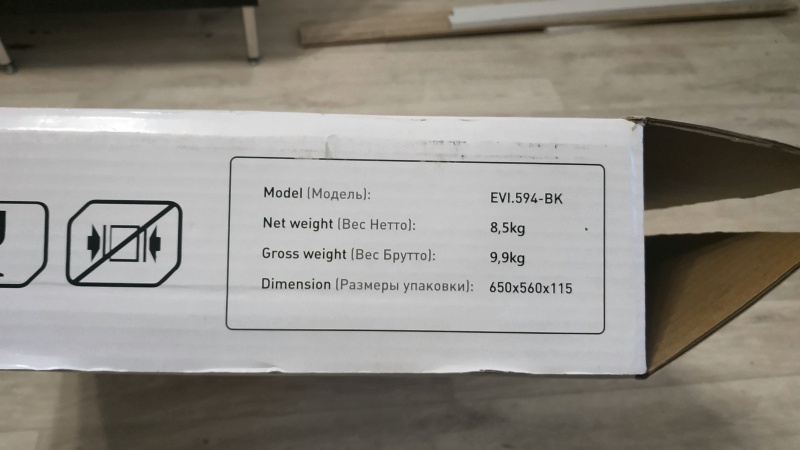 Model (Модель): EVI.594-BK
Net weight (Вес Нетто): 8,5kg
Gross weight (Вес Брутто): 9,9kg
Dimension (Размеры упаковки): 650x560x115